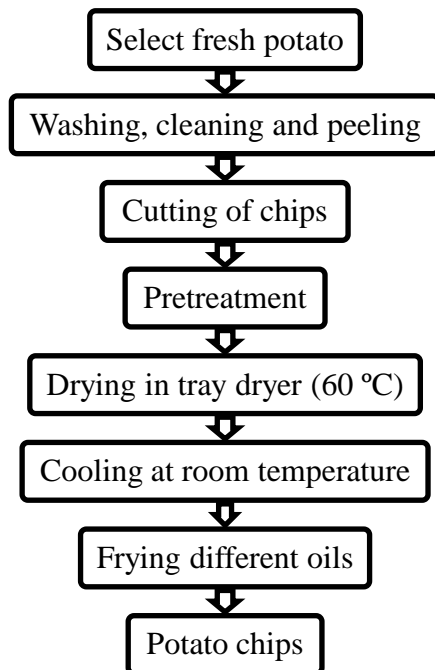 Select fresh potato
Washing, cleaning and peeling
Cutting of chips
Pretreatment
Drying in tray dryer (60 ºC)
Cooling at room temperature
Frying different oils
Potato chips